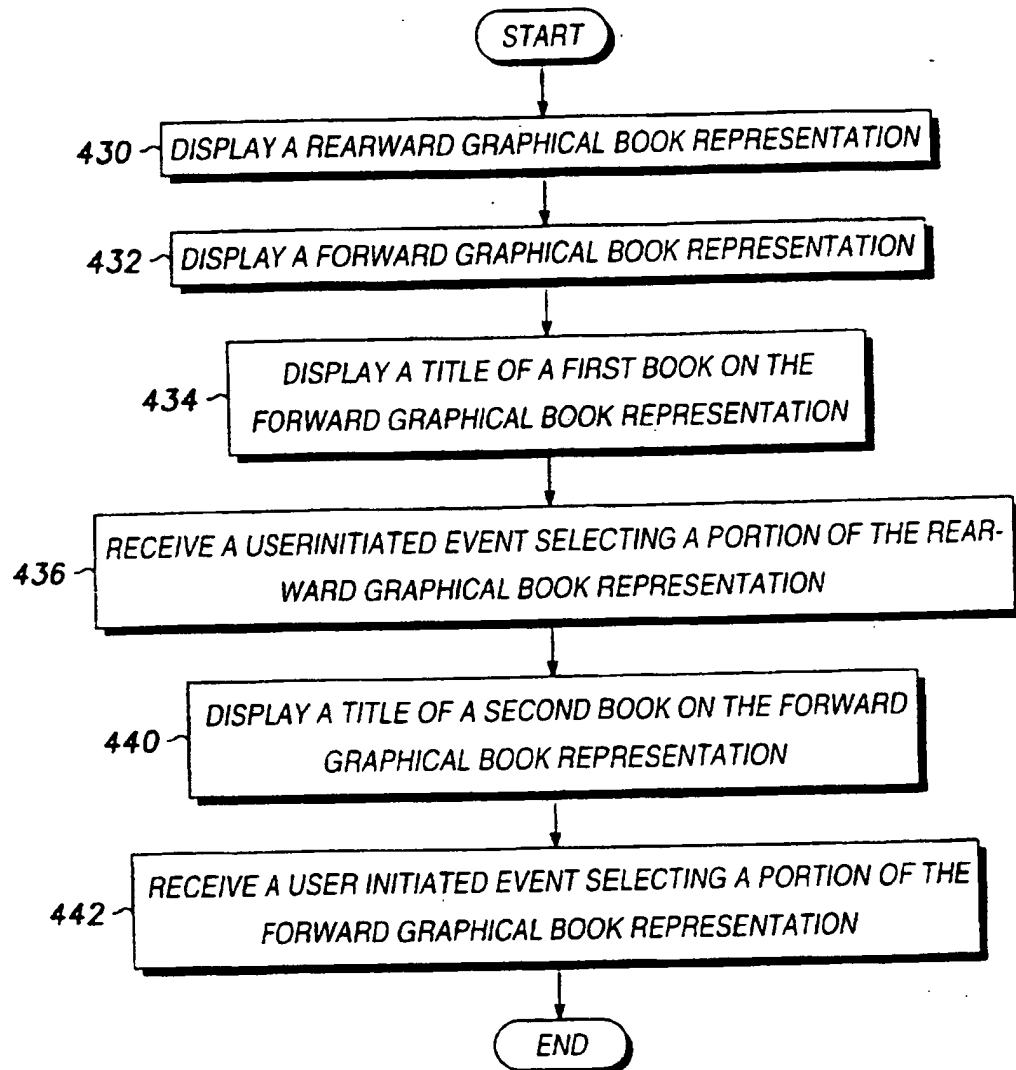 START
430 DISPLAY A REARWARD GRAPHICAL BOOK REPRESENTATION
432 DISPLAY A FORWARD GRAPHICAL BOOK REPRESENTATION
DISPLAY A TITLE OF A FIRST BOOK ON THE
434 FORWARD GRAPHICAL BOOK REPRESENTATION
RECEIVE A USERINITIATED EVENT SELECTING A PORTION OF THE REAR-
436 WARD GRAPHICAL BOOK REPRESENTATION
DISPLAY A TITLE OF A SECOND BOOK ON THE FORWARD
440 GRAPHICAL BOOK REPRESENTATION
RECEIVE A USER INITIATED EVENT SELECTING A PORTION OF THE
442 FORWARD GRAPHICAL BOOK REPRESENTATION
END